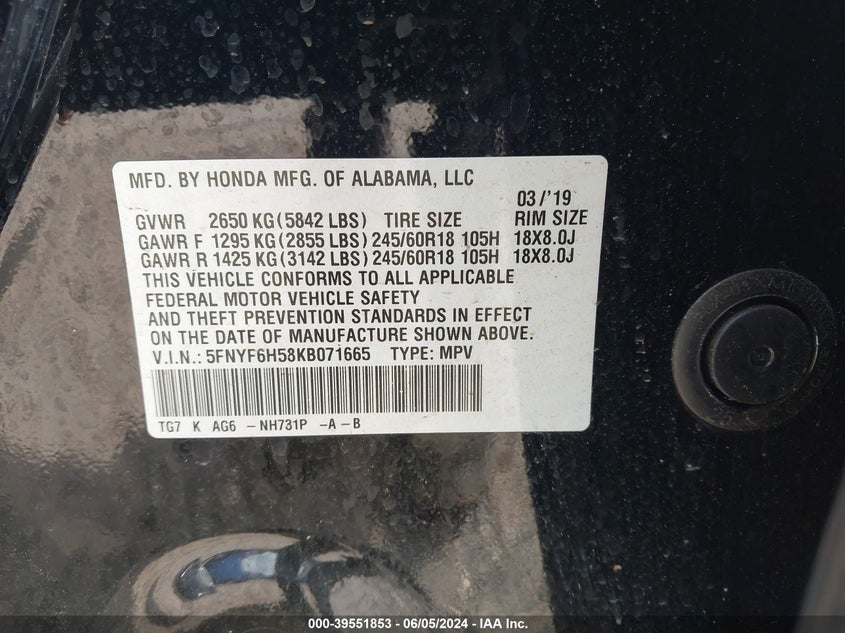 MFD. BY HONDA MFG. OF ALABAMA, LLC
03/'19
GVWR 2650 KG(5842 LBS) TIRE SIZE RIM SIZE
GAWR F 1295 KG(2855 LBS) 245/60R18 105H 18X8.0J
GAWR R 1425 KG(3142 LBS) 245/60R18 105H 18X8.0J
THIS VEHICLE CONFORMS TO ALL APPLICABLE
FEDERAL MOTOR VEHICLE SAFETY
AND THEFT PREVENTION STANDARDS IN EFFECT
ON THE DATE OF MANUFACTURE SHOWN ABOVE.
V.I.N.: 5FNYF6H58KB071665 TYPE: MPV
TG7 K AG6 -NH731P -A-B
000-39551853 - 06/05/2024 - IAA Inc.